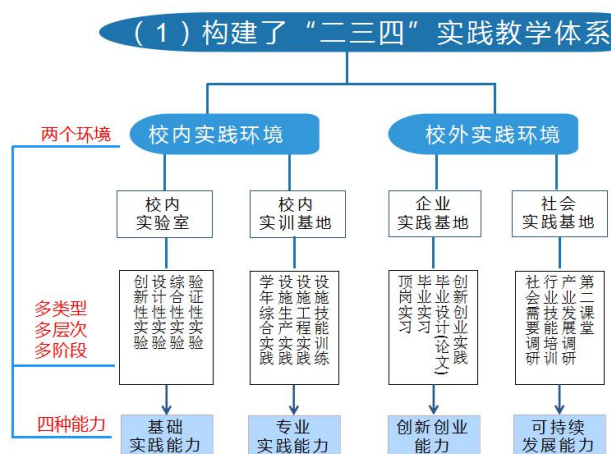 （1）构建了“二三四”实践教学体系
两个环境
校内实践环境
校外实践环境
校内
实验室
校内
实训基地
企业
实践基地
社会
实践基地
多类型
多层次
多阶段
验证性实验
综合性实验
设计性实验
创新性实验
设施技能训练
设施工程实践
设施生产实践
学年综合实践
创新创业实践
毕业设计(论文)
毕业实习
顶岗实习
第二课堂
产业发展调研
行业技能培训
社会需要调研
四种能力
基础
实践能力
专业
实践能力
创新创业
能力
可持续
发展能力